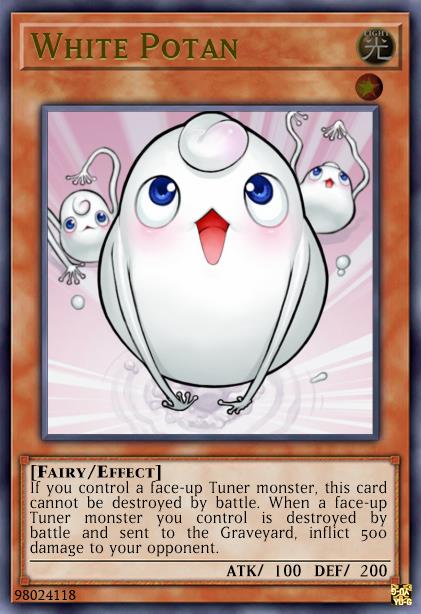 White Potan
LIGHT
光
[Fairy/Effect]
If you control a face-up Tuner monster, this card
cannot be destroyed by battle. When a face-up
Tuner monster you control is destroyed by
battle and sent to the Graveyard, inflict 500
damage to your opponent.
ATK/ 100 DEF/ 200
98024118